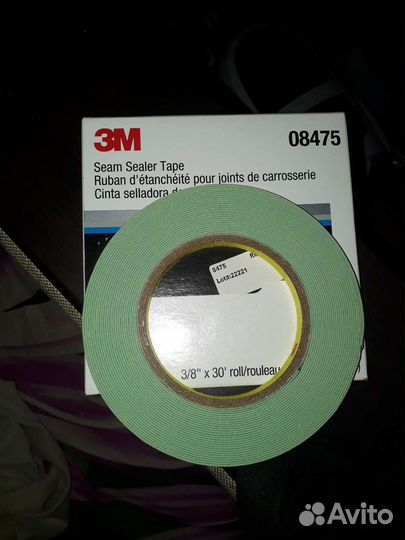 3M
08475
Seam Sealer Tape
Ruban d'étanchéité pour joints de carrosserie
Cinta selladora
8475
Lot#:22221
3/8" x 30' roll/rouleau
Avito